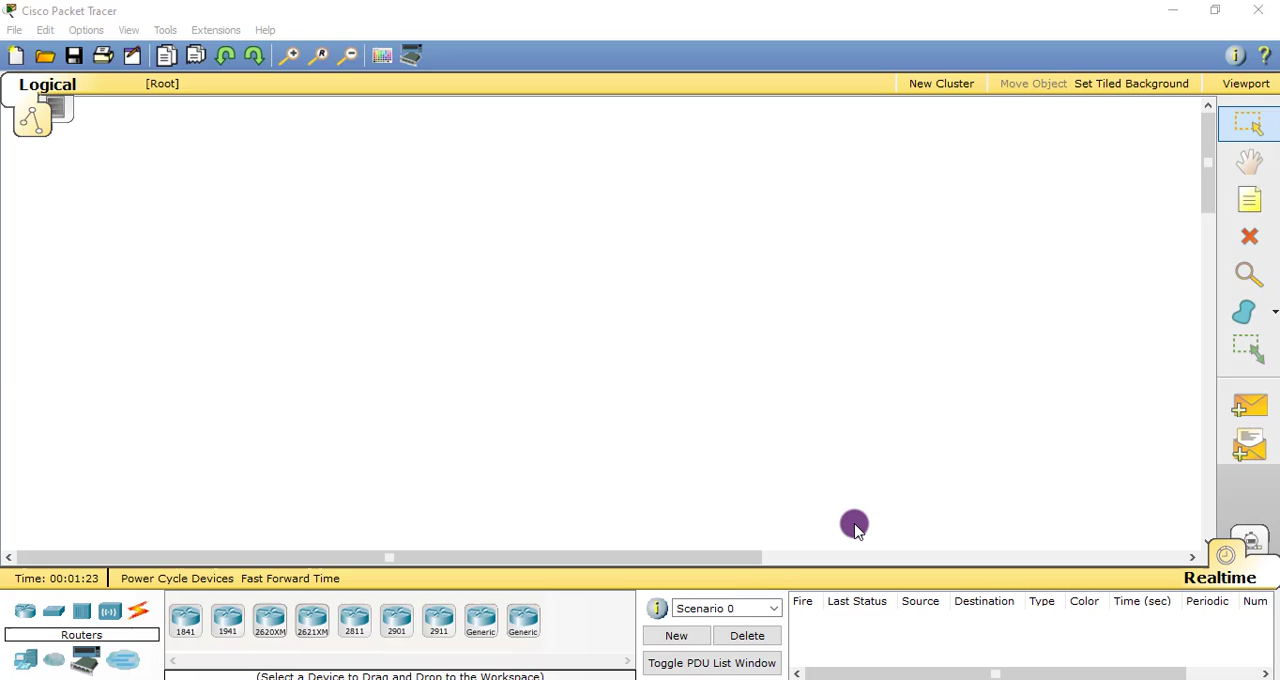 Cisco Packet Tracer
File Edit Options View Tools Extensions Help
Logical [Root] New Cluster Move Object Set Tiled Background Viewport
Time: 00:01:23 Power Cycle Devices Fast Forward Time Realtime
Routers
1841 1941 2620XM 2621XM 2811 2901 2911 Generic Generic
(Select a Device to Drag and Drop to the Workspace)
Scenario 0
New Delete
Toggle PDU List Window
Fire Last Status Source Destination Type Color Time (sec) Periodic Num